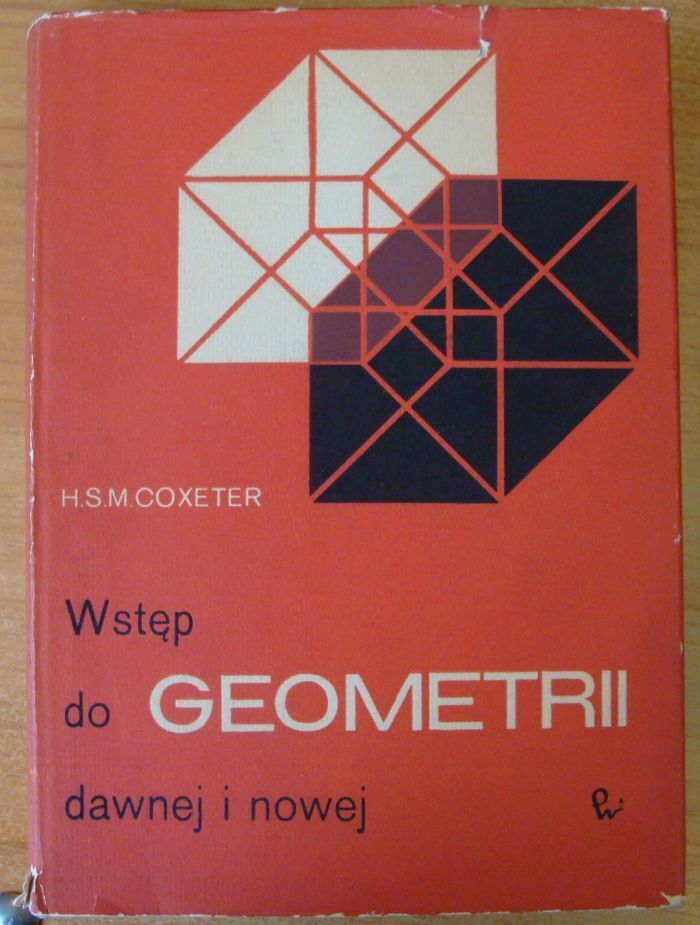 H.S.M. COXETER
Wstęp
do GEOMETRII
dawnej i nowej